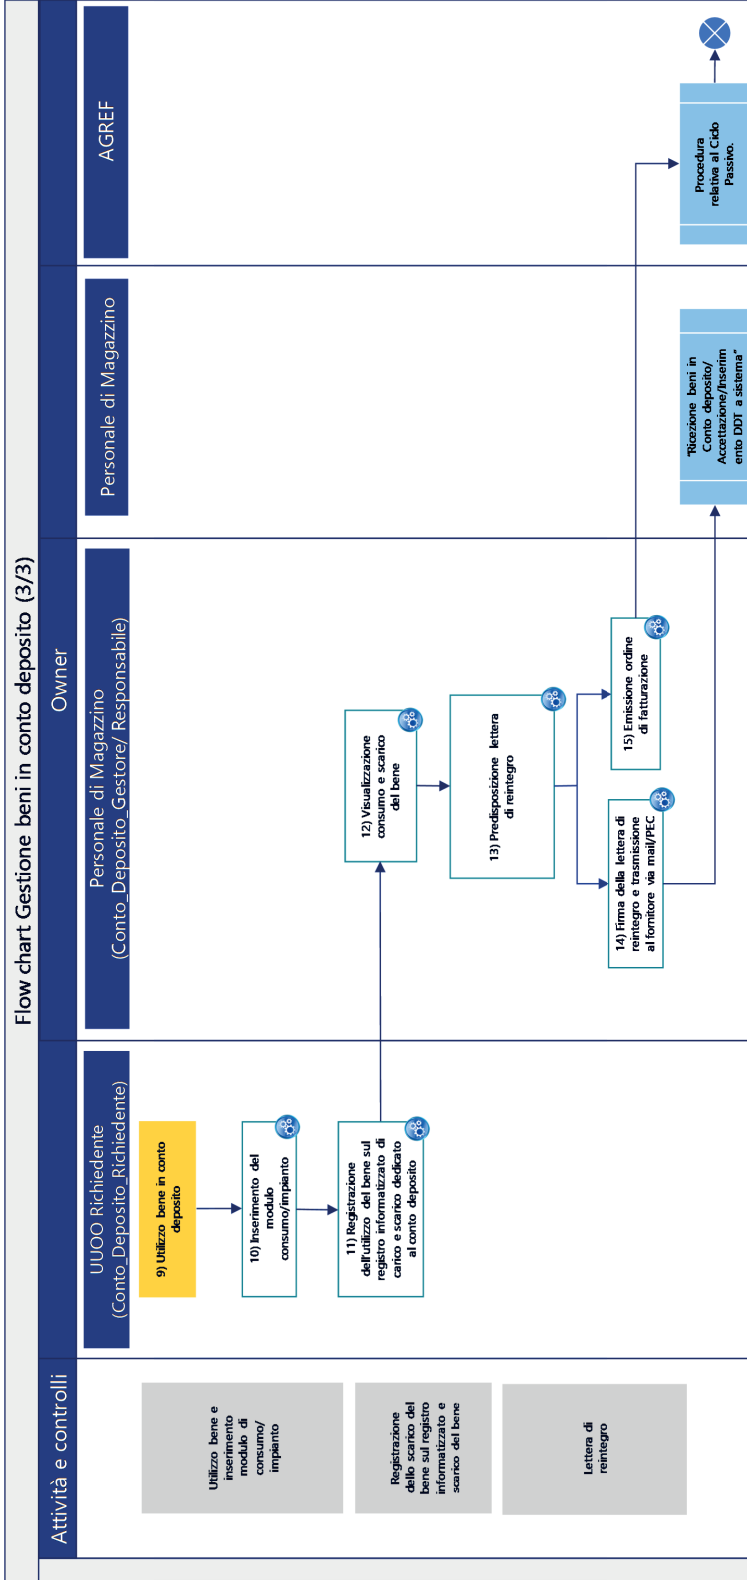 Flow chart Gestione beni in conto deposito (3/3)
Attività e controlli
Owner
UUOO Richiedente
(Conto_Deposito_Richiedente)
Personale di Magazzino
(Conto_Deposito_Gestore/ Responsabile)
Personale di Magazzino
AGREF
Utilizzo bene e
inserimento
modulo di
consumo/
impianto
9) Utilizzo bene in conto
deposito
10) Inserimento del
modulo
consumo/impianto
Registrazione
dello scarico del
bene sul registro
informatizzato e
scarico del bene
11) Registrazione
dell'utilizzo del bene sul
registro informatizzato di
carico e scarico dedicato
al conto deposito
12) Visualizzazione
consumo e scarico
del bene
Lettera di
reintegro
13) Predisposizione lettera
di reintegro
14) Firma della lettera di
reintegro e trasmissione
al fornitore via mail/PEC
15) Emissione ordine
di fatturazione
"Ricezione beni in
Conto deposito/
Accettazione/Inserim
ento DDT a sistema"
Procedura
relativa al Ciclo
Passivo.